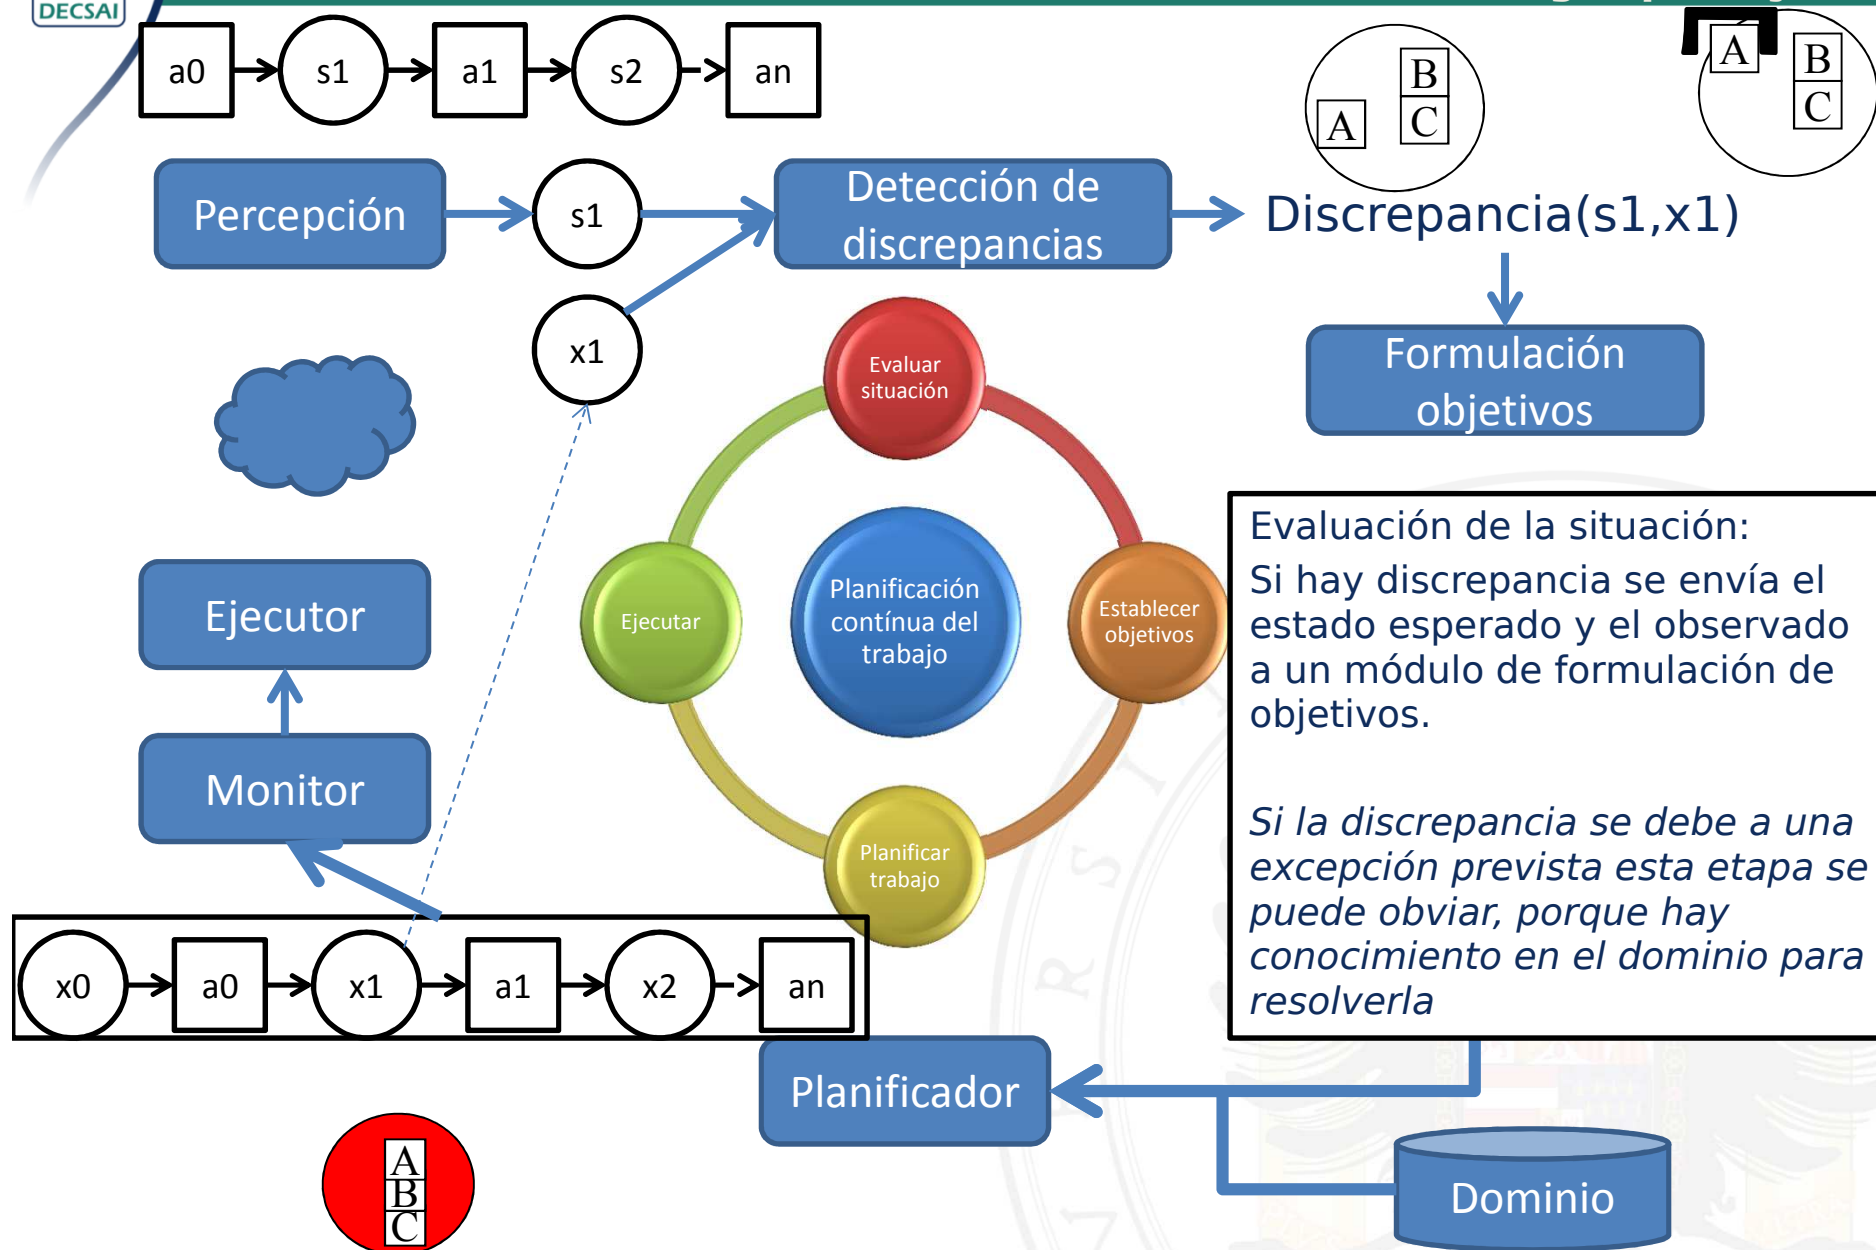 DECSAI
a0
s1
a1
s2
an
A
B
C
A
B
C
Percepción
s1
Detección de
discrepancias
Discrepancia(s1,x1)
x1
Formulación
objetivos
Evaluar
situación
Ejecutar
Planificación
contínua del
trabajo
Establecer
objetivos
Planificar
trabajo
Evaluación de la situación:
Si hay discrepancia se envía el
estado esperado y el observado
a un módulo de formulación de
objetivos.
Si la discrepancia se debe a una
excepción prevista esta etapa se
puede obviar, porque hay
conocimiento en el dominio para
resolverla
Ejecutor
Monitor
x0
a0
x1
a1
x2
an
Planificador
Dominio
A
B
C